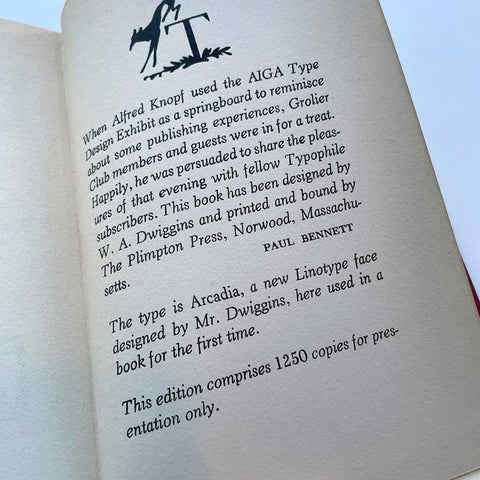 T
When Alfred Knopf used the AIGA Type
Design Exhibit as a springboard to reminisce
about some publishing experiences, Grolier
Club members and guests were in for a treat.
Happily, he was persuaded to share the pleas-
ures of that evening with fellow Typophile
subscribers. This book has been designed by
W. A. Dwiggins and printed and bound by
The Plimpton Press, Norwood, Massachu-
setts.
PAUL BENNETT
The type is Arcadia, a new Linotype face
designed by Mr. Dwiggins, here used in a
book for the first time.
This edition comprises 1250 copies for pres-
entation only.